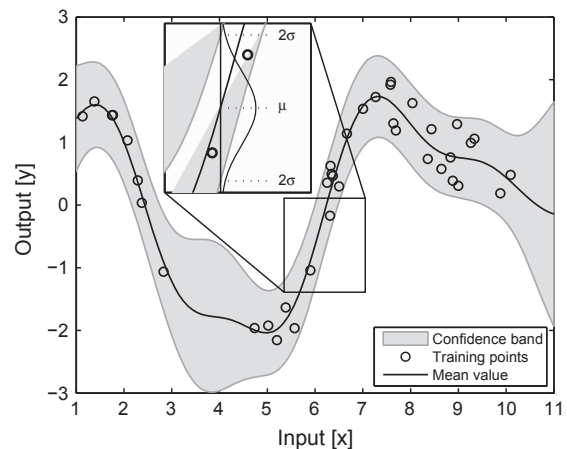 3
2
1
0
−1
−2
−3
Output [y]
2σ
μ
2σ
Confidence band
Training points
Mean value
1 2 3 4 5 6 7 8 9 10 11
Input [x]